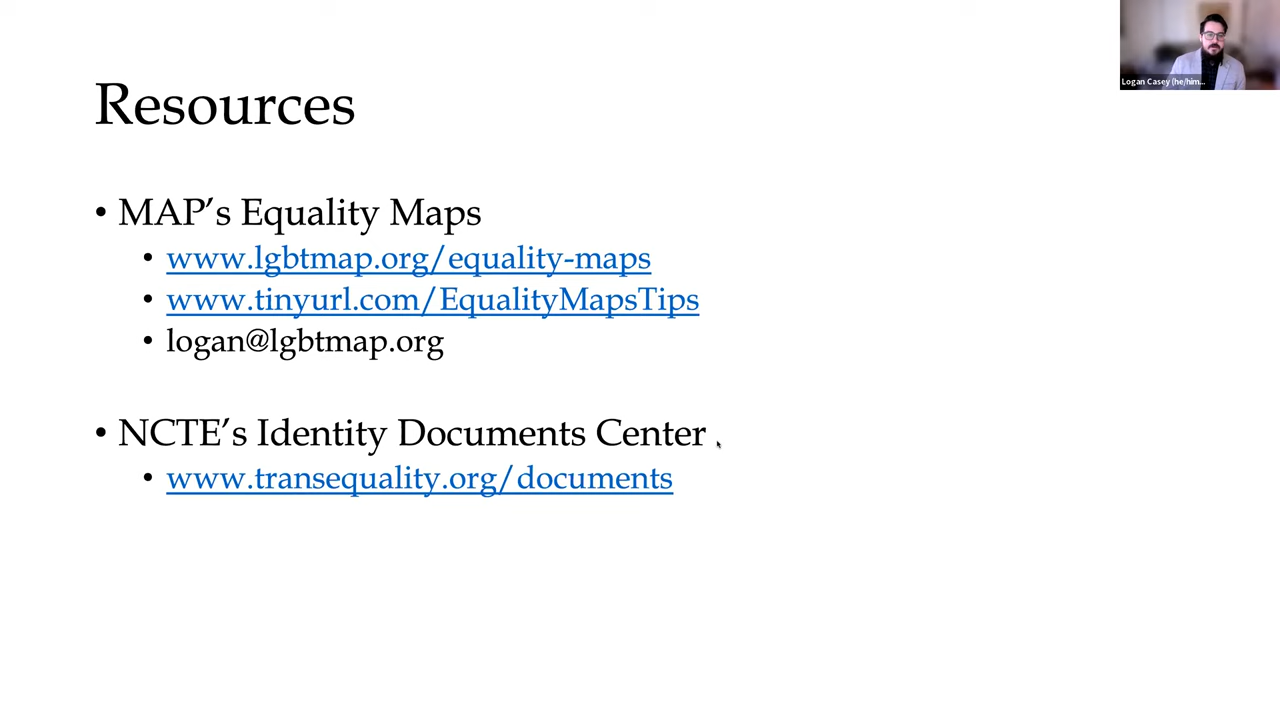 Logan Casey (he/him...
Resources
• MAP’s Equality Maps
• www.lgbtmap.org/equality-maps
• www.tinyurl.com/EqualityMapsTips
• logan@lgbtmap.org
• NCTE’s Identity Documents Center
• www.transequality.org/documents